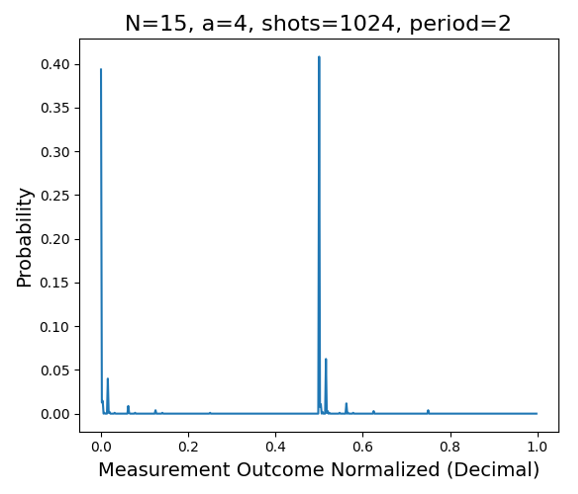 N=15, a=4, shots=1024, period=2
Probability
0.40
0.35
0.30
0.25
0.20
0.15
0.10
0.05
0.00
0.0 0.2 0.4 0.6 0.8 1.0
Measurement Outcome Normalized (Decimal)